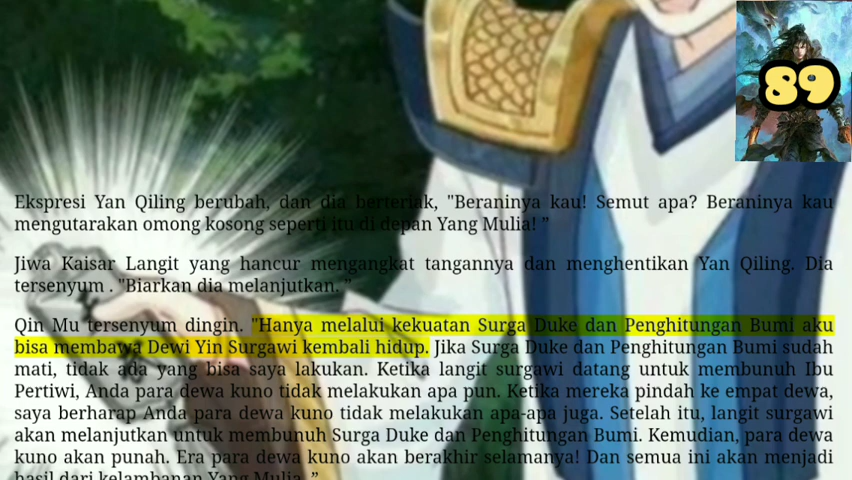 89
Ekspresi Yan Qiling berubah, dan dia berteriak, "Beraninya kau! Semut apa? Beraninya kau
mengutarakan omong kosong seperti itu di depan Yang Mulia! ”
Jiwa Kaisar Langit yang hancur mengangkat tangannya dan menghentikan Yan Qiling. Dia
tersenyum . "Biarkan dia melanjutkan. ”
Qin Mu tersenyum dingin. "Hanya melalui kekuatan Surga Duke dan Penghitungan Bumi aku
bisa membawa Dewi Yin Surgawi kembali hidup. Jika Surga Duke dan Penghitungan Bumi sudah
mati, tidak ada yang bisa saya lakukan. Ketika langit surgawi datang untuk membunuh Ibu
Pertiwi, Anda para dewa kuno tidak melakukan apa pun. Ketika mereka pindah ke empat dewa,
saya berharap Anda para dewa kuno tidak melakukan apa-apa juga. Setelah itu, langit surgawi
akan melanjutkan untuk membunuh Surga Duke dan Penghitungan Bumi. Kemudian, para dewa
kuno akan punah. Era para dewa kuno akan berakhir selamanya! Dan semua ini akan menjadi
hasil dari kelambanan Yang Mulia. ”